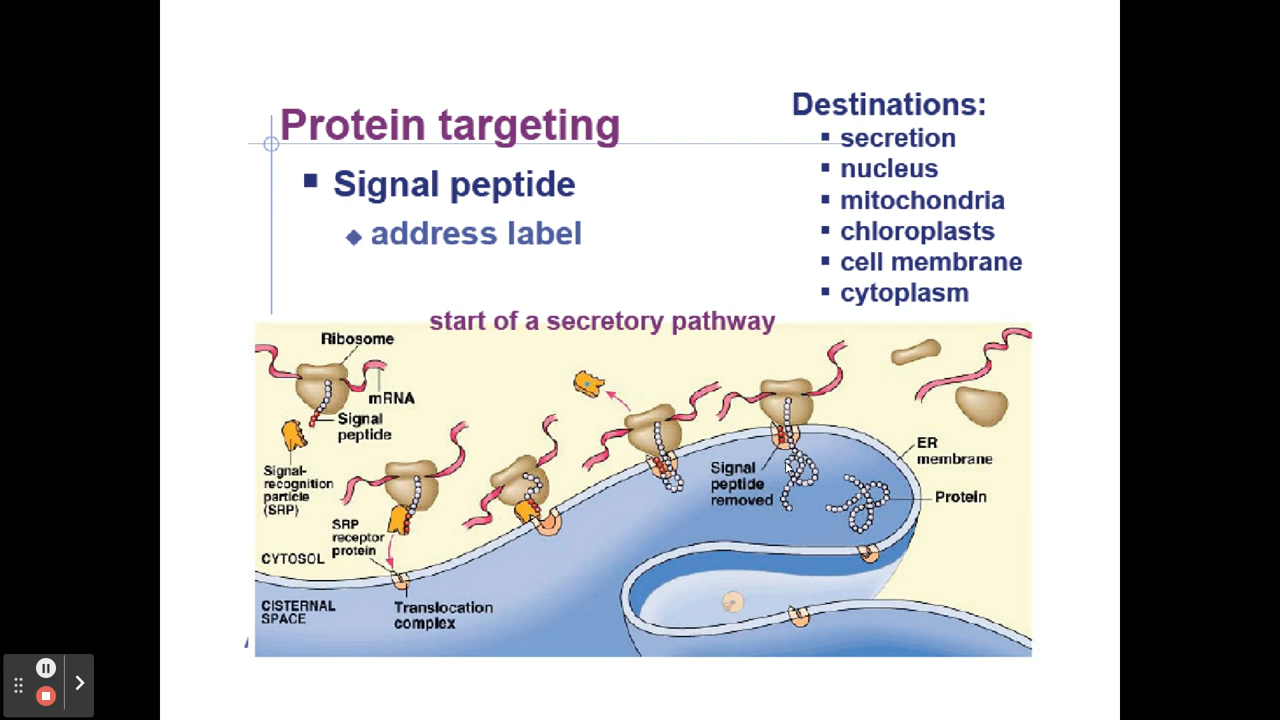 Protein targeting
Signal peptide
address label
Destinations:
secretion
nucleus
mitochondria
chloroplasts
cell membrane
cytoplasm
start of a secretory pathway
Ribosome
mRNA
Signal
peptide
Signal-
recognition
particle
(SRP)
SRP
receptor
protein
CYTOSOL
CISTERNAL
SPACE
Translocation
complex
Signal
peptide
removed
ER
membrane
Protein